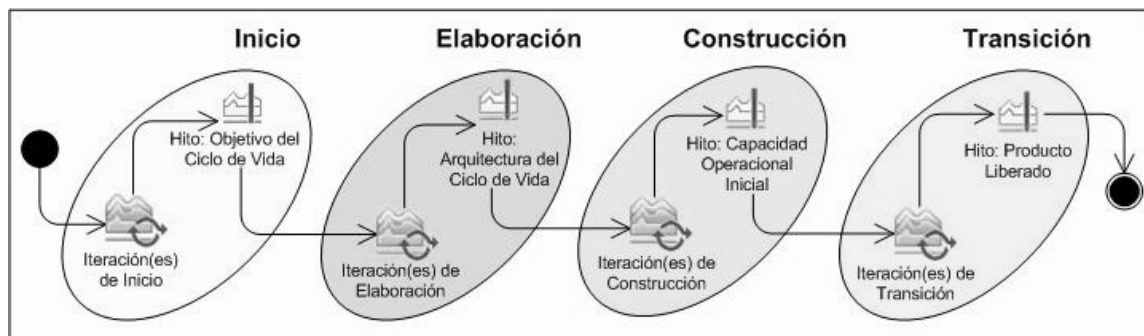 Inicio
Elaboración
Construcción
Transición
Hito: Objetivo del
Ciclo de Vida
Iteración(es)
de Inicio
Hito:
Arquitectura del
Ciclo de Vida
Iteración(es) de
Elaboración
Hito: Capacidad
Operacional
Inicial
Iteración(es) de
Construcción
Hito: Producto
Liberado
Iteración(es) de
Transición